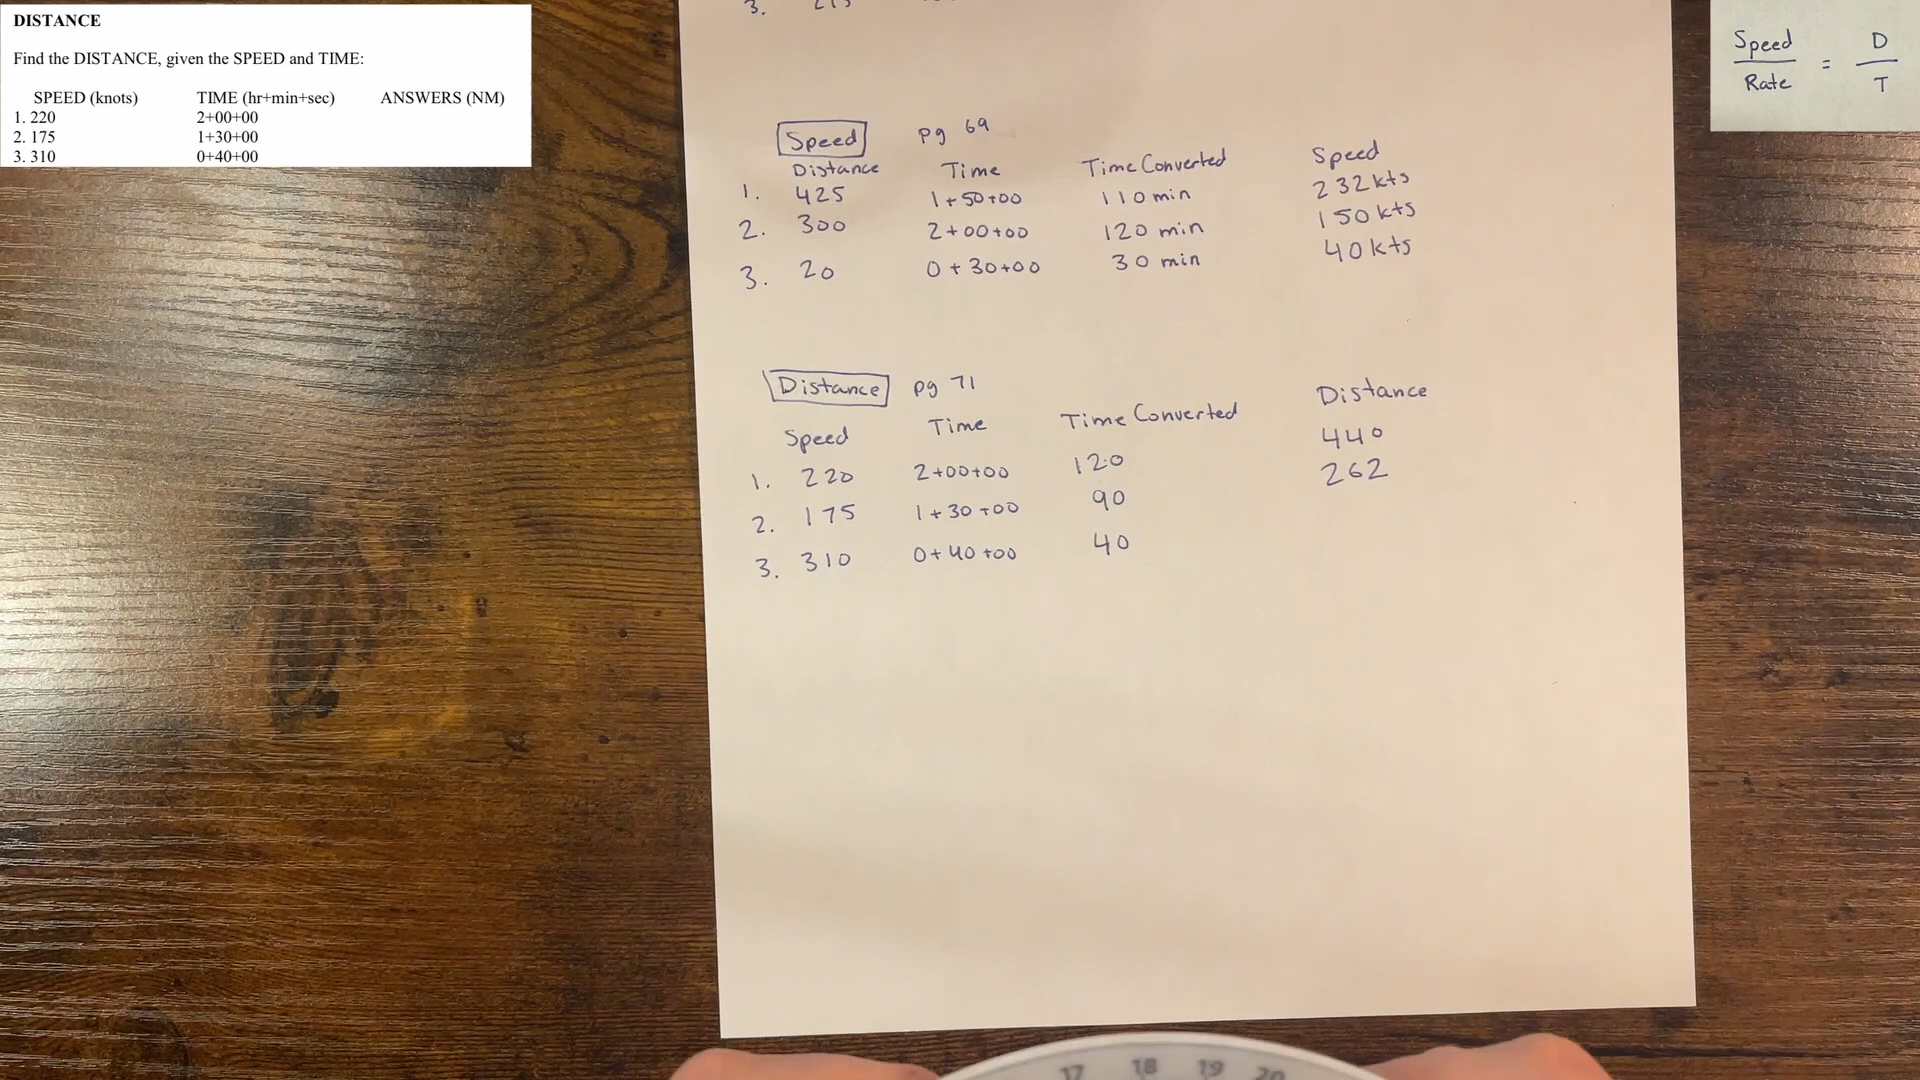 DISTANCE
Find the DISTANCE, given the SPEED and TIME:
SPEED (knots) TIME (hr+min+sec) ANSWERS (NM)
1. 220 2+00+00
2. 175 1+30+00
3. 310 0+40+00
Speed D
= 
Rate T
3.
Speed pg 69
Distance Time Time Converted Speed
1. 425 1+50+00 110 min 232 kts
2. 300 2+00+00 120 min 150 kts
3. 20 0+30+00 30 min 40 kts
Distance pg 71
Speed Time Time Converted Distance
1. 220 2+00+00 120 440
2. 175 1+30+00 90 262
3. 310 0+40+00 40
17 18 19 20